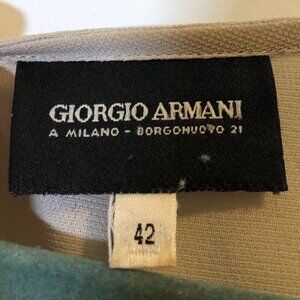 GIORGIO ARMANI
A MILANO - BORGONUOVO 21
42